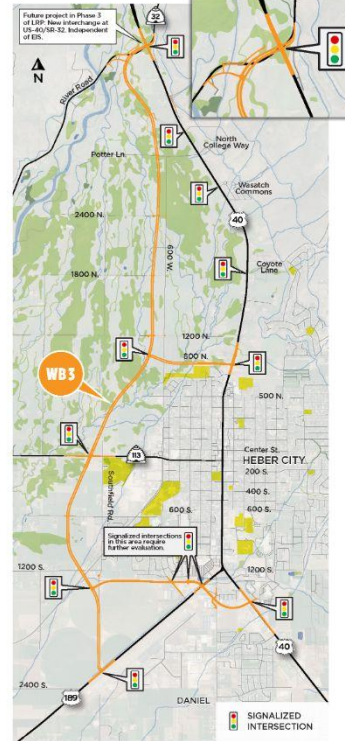 Future project in Phase 3
of LRP: New interchange at
US-40/SR-32. Independent
of EIS.
32
N
River Road
North
College Way
Potter Ln.
Wasatch
Commons
2400 N.
600 W.
40
1800 N.
Coyote
Lane
1200 N.
800 N.
WB3
500 N.
Center St.
113
HEBER CITY
200 S.
Southfield Rd.
400 S.
600 S.
600 S.
Signalized intersections
in this area require
further evaluation.
1200 S.
1200 S.
40
2400 S.
189
DANIEL
SIGNALIZED
INTERSECTION